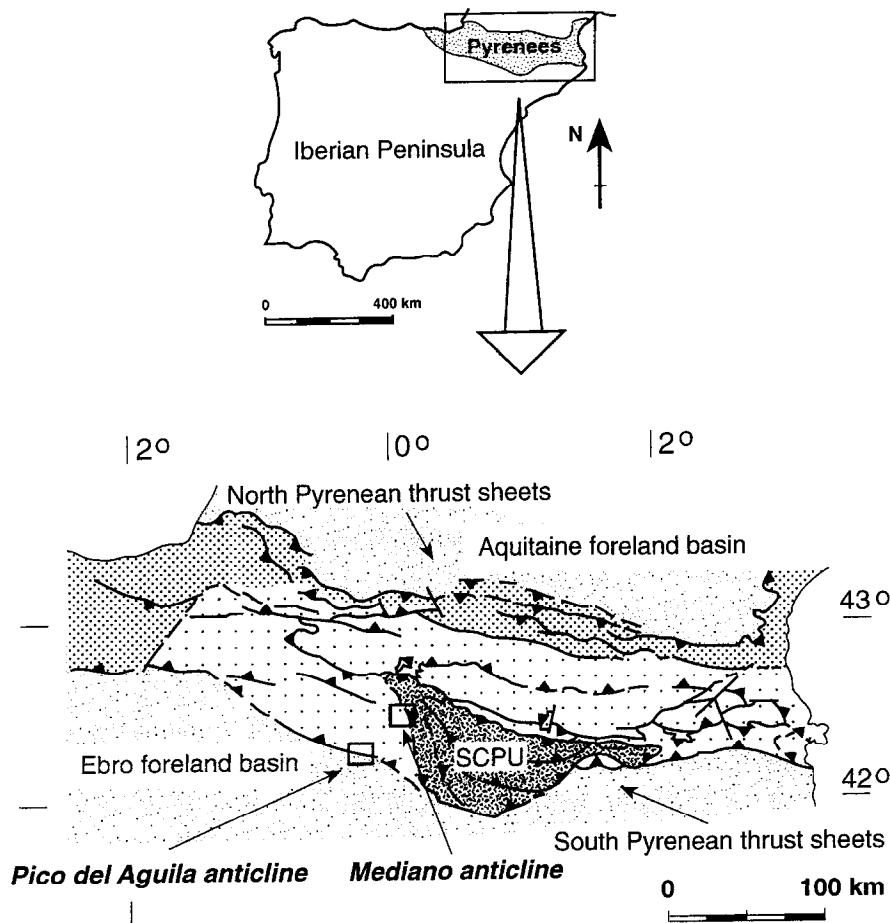 Pyrenees
Iberian Peninsula
N
0 400 km
2º 0º 2º
North Pyrenean thrust sheets
Aquitaine foreland basin
43º
SCPU
Ebro foreland basin
42º
South Pyrenean thrust sheets
Pico del Aguila anticline Mediano anticline
0 100 km